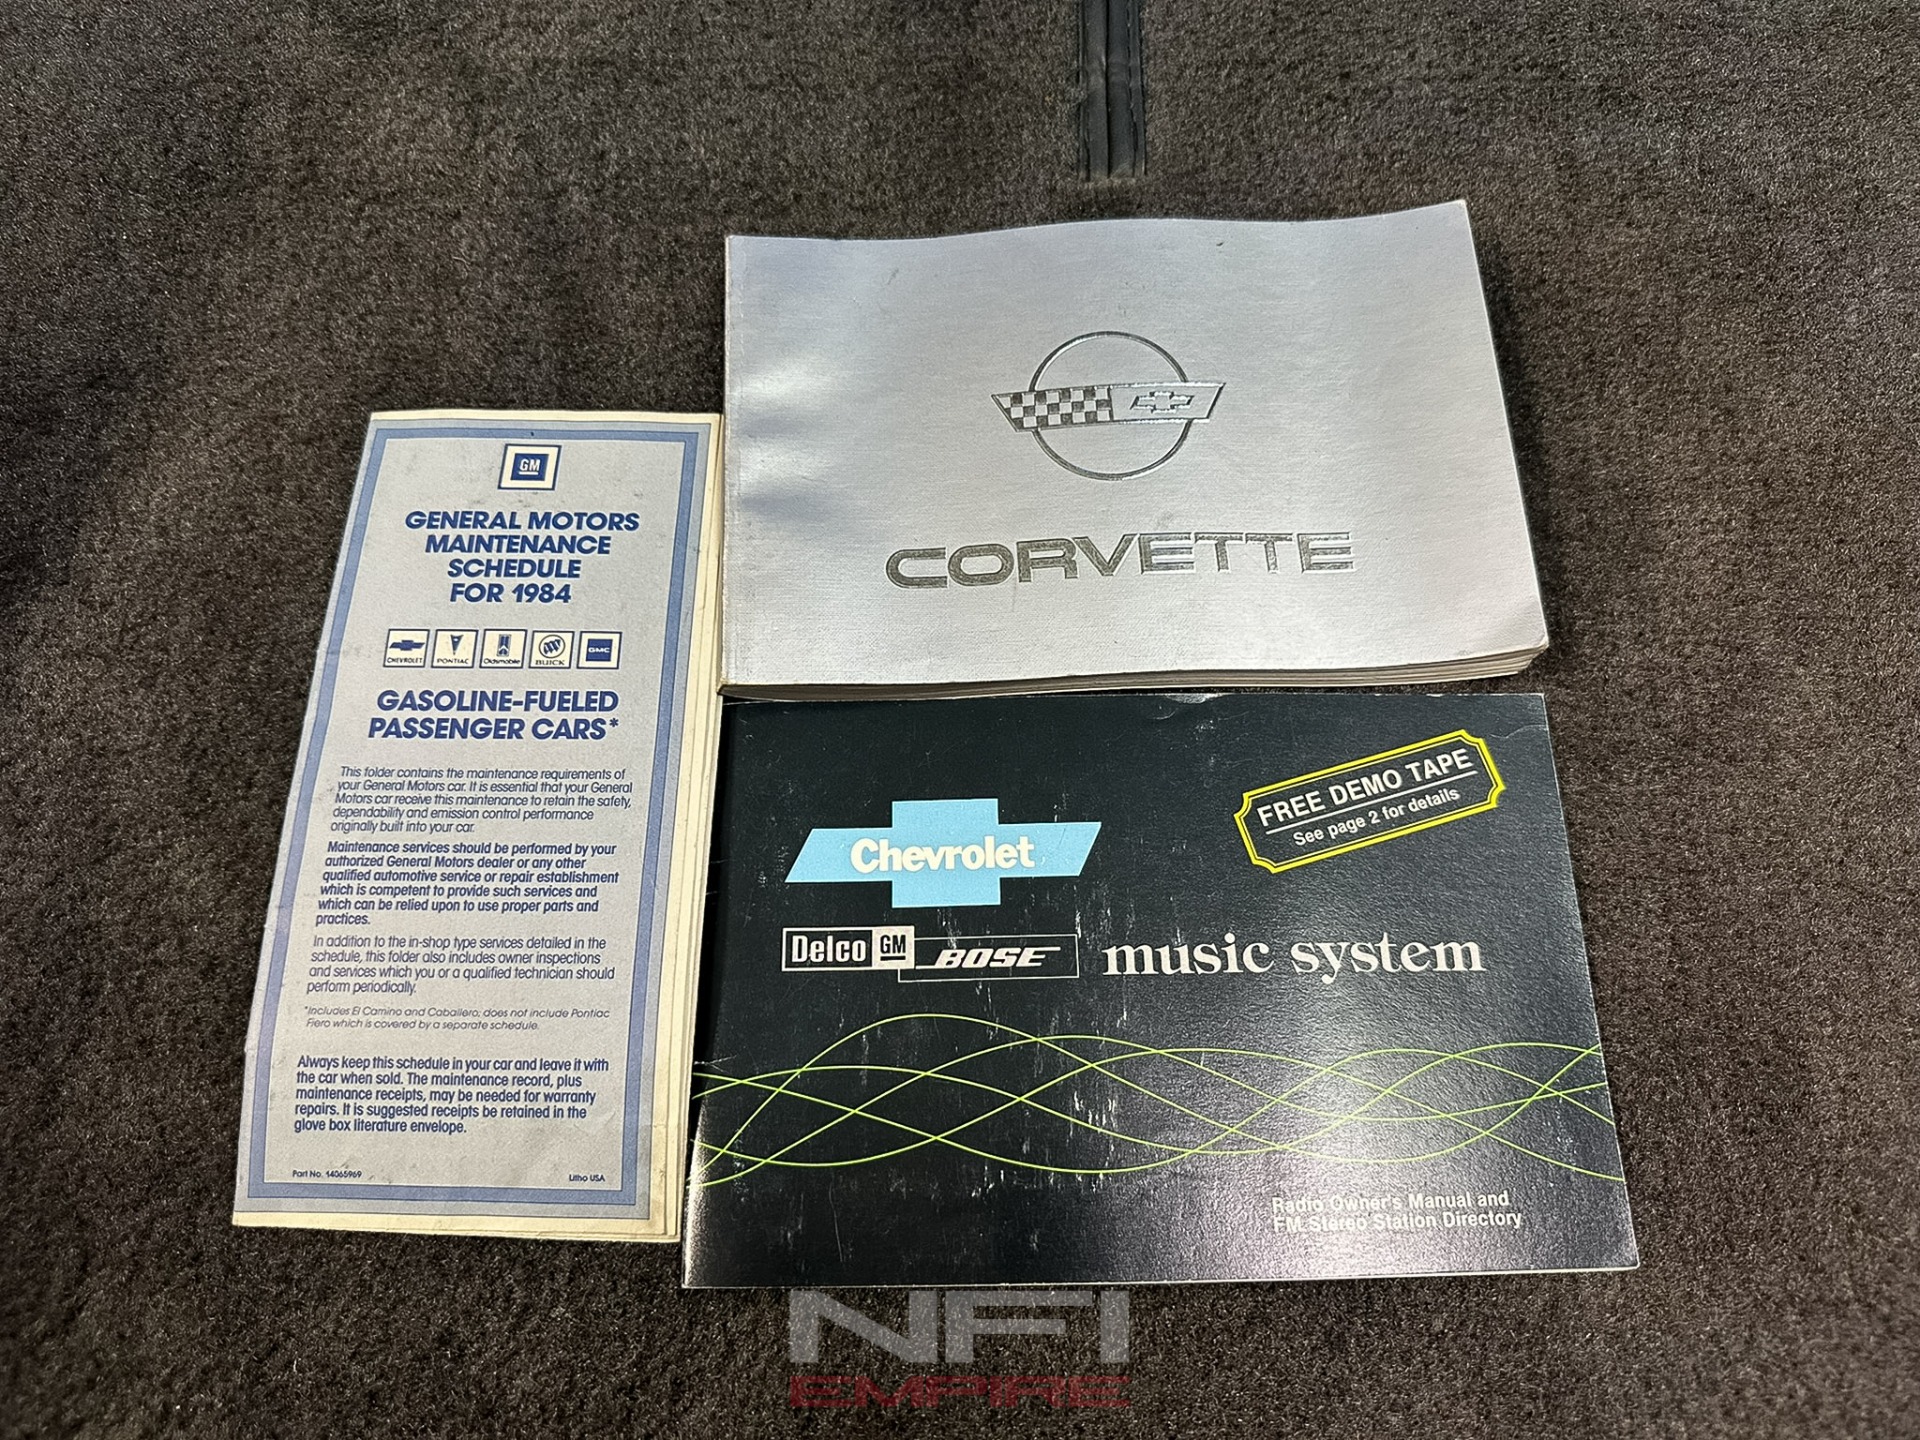 GM
GENERAL MOTORS
MAINTENANCE
SCHEDULE
FOR 1984
CHEVROLET
PONTIAC
Oldsmobile
BUICK
GMC
GASOLINE-FUELED
PASSENGER CARS*
This folder contains the maintenance requirements of
your General Motors car. It is essential that your General
Motors car receive this maintenance to retain the safety,
dependability and emission control performance
originally built into your car.
Maintenance services should be performed by your
authorized General Motors dealer or any other
qualified automotive service or repair establishment
which is competent to provide such services and
which can be relied upon to use proper parts and
practices.
In addition to the in-shop type services detailed in the
schedule, this folder also includes owner inspections
and services which you or a qualified technician should
perform periodically.
*Includes El Camino and Caballero; does not include Pontiac
Fiero which is covered by a separate schedule.
Always keep this schedule in your car and leave it with
the car when sold. The maintenance record, plus
maintenance receipts, may be needed for warranty
repairs. It is suggested receipts be retained in the
glove box literature envelope.
Part No. 14065969
Litho USA
CORVETTE
FREE DEMO TAPE
See page 2 for details
Chevrolet
Delco GM BOSE music system
Radio Owner's Manual and
FM Stereo Station Directory
NFI
EMPIRE